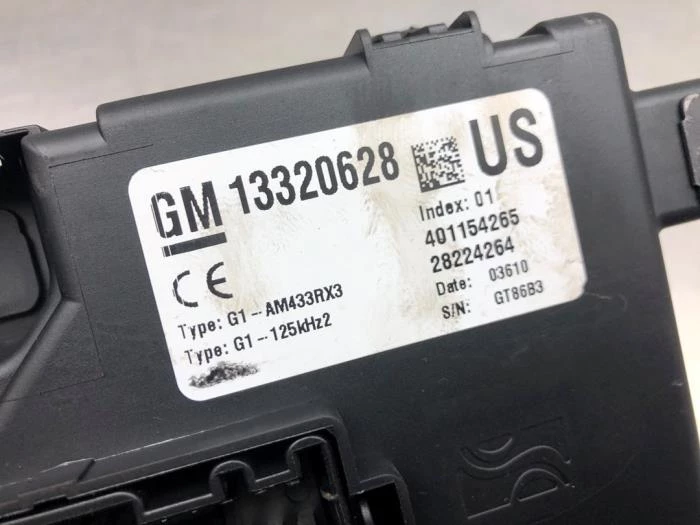 GM 13320628 US
Index: 01
401154265
28224264
Date: 03610
S/N: GT86B3
CE
Type: G1--AM433RX3
Type: G1--125kHz2